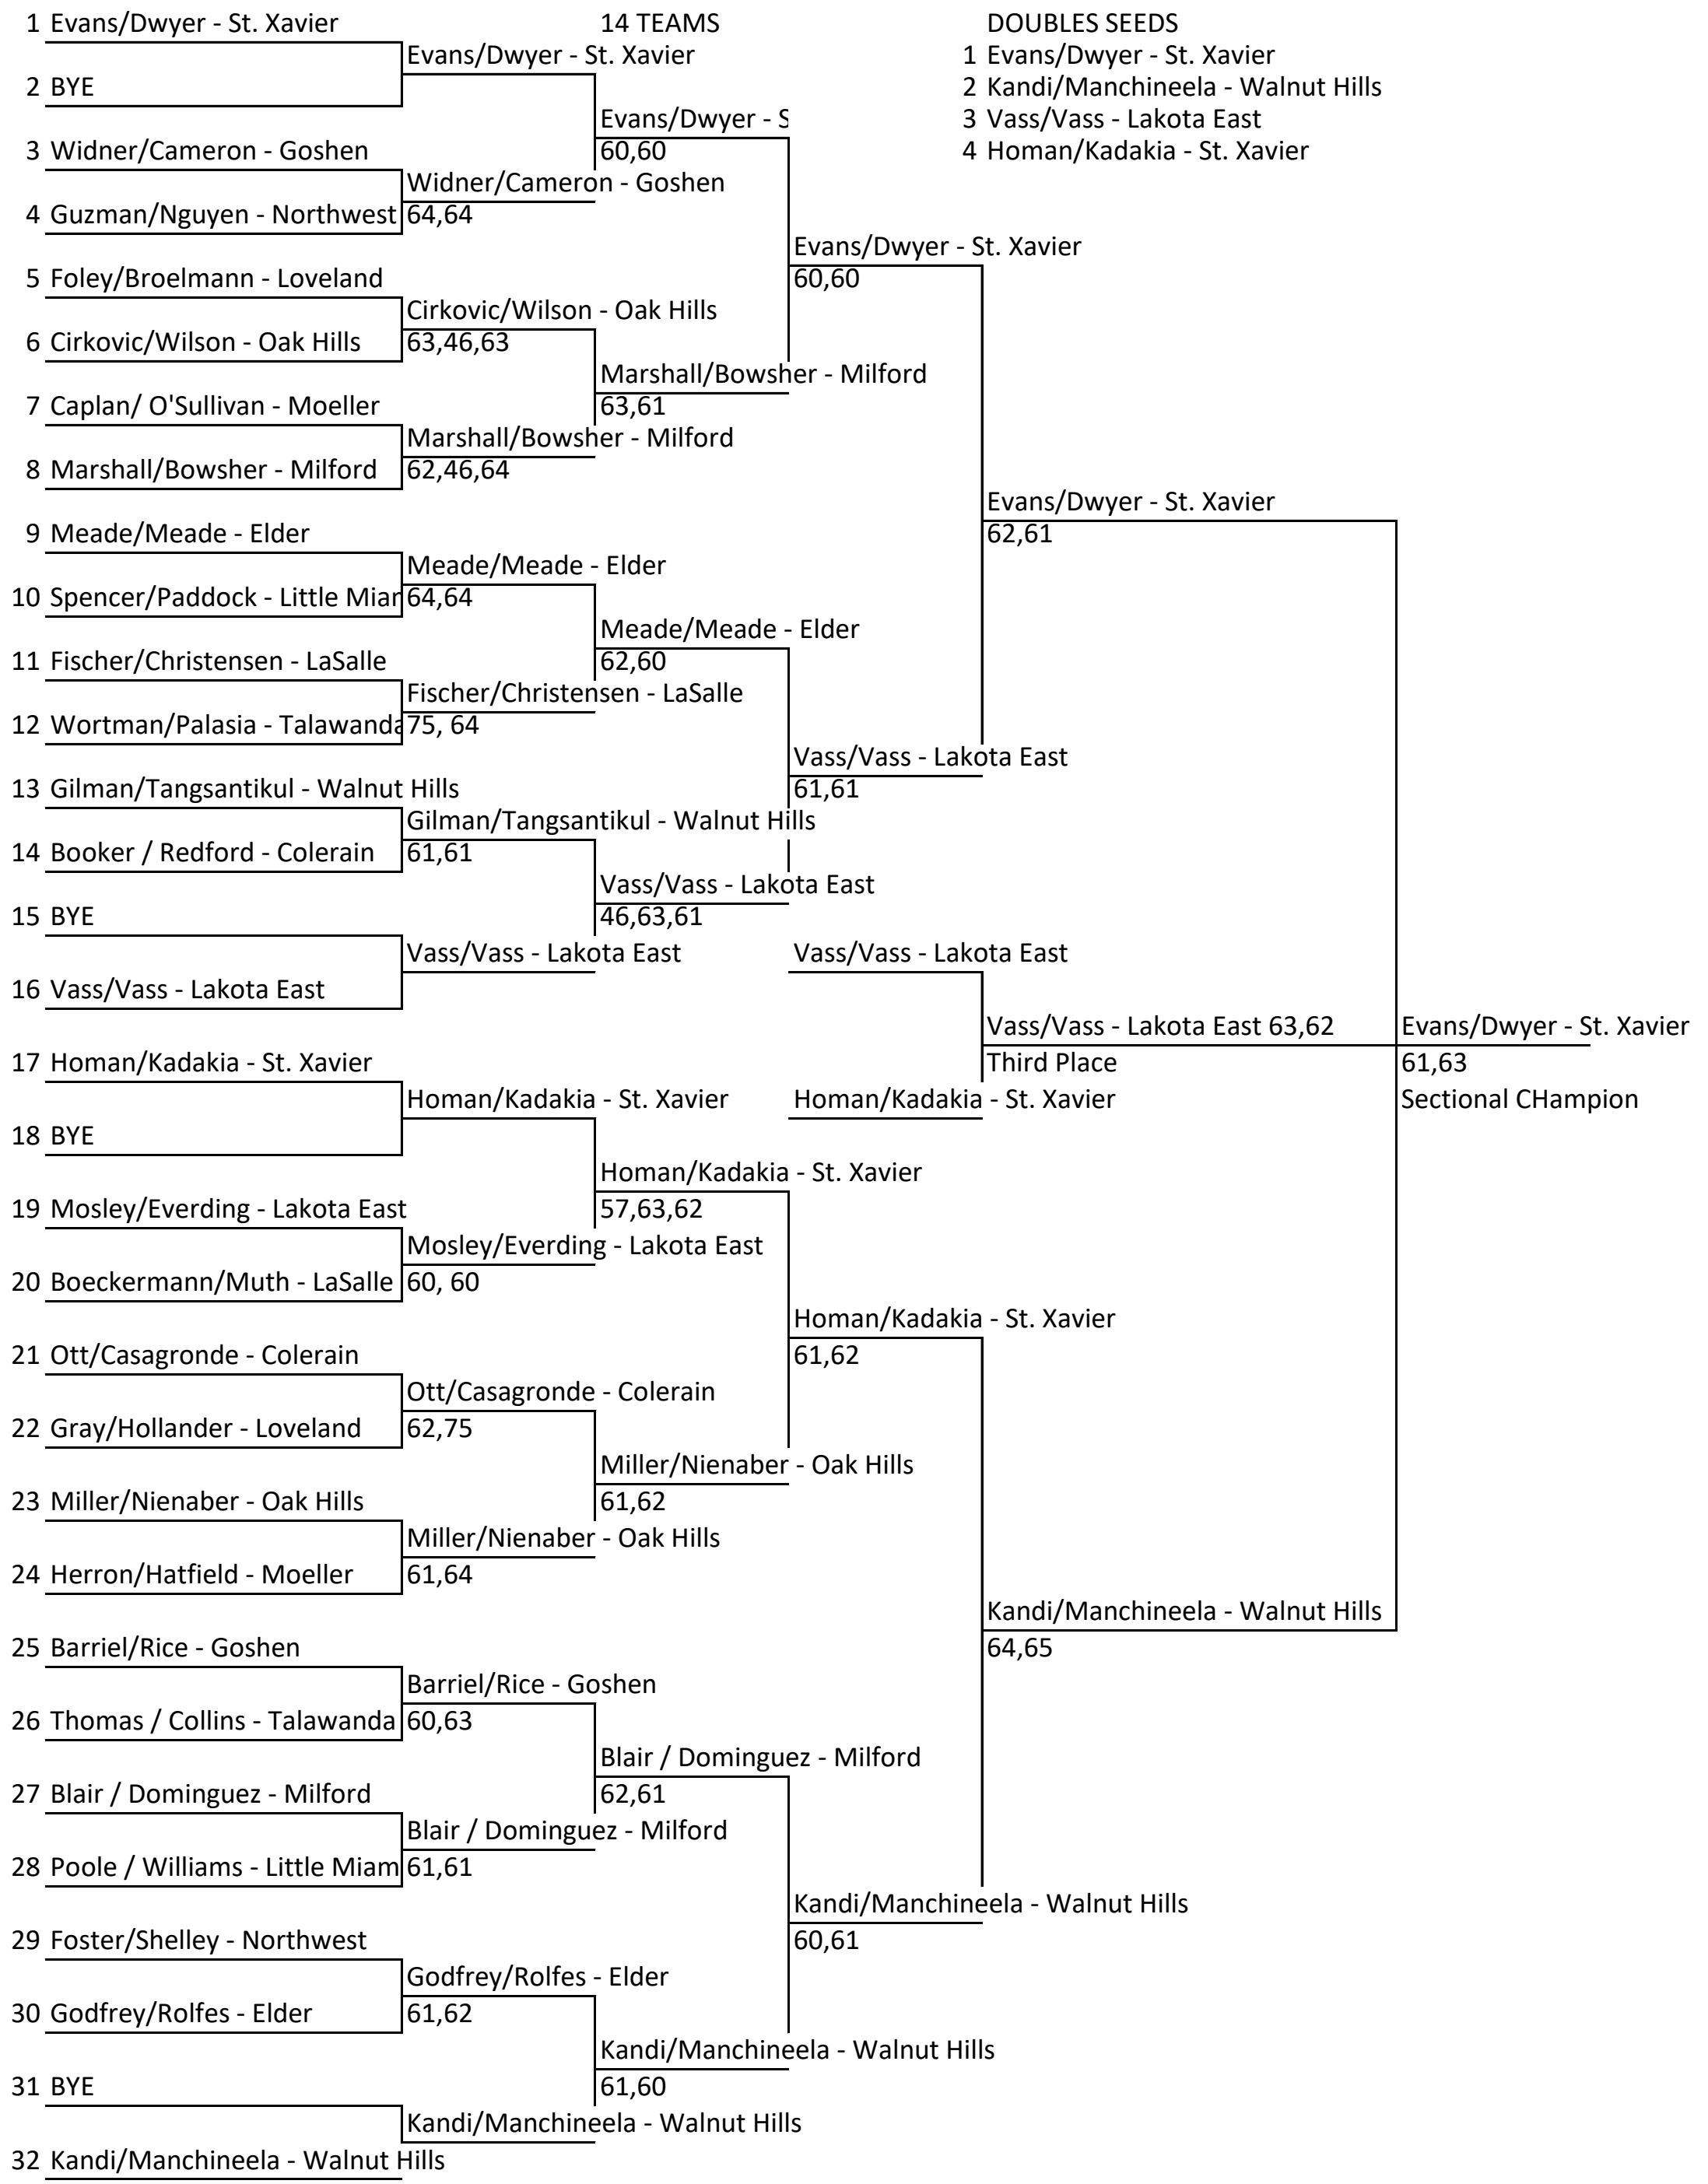 1 Evans/Dwyer - St. Xavier
14 TEAMS
DOUBLES SEEDS
Evans/Dwyer - St. Xavier
1 Evans/Dwyer - St. Xavier
2 BYE
2 Kandi/Manchineela - Walnut Hills
Evans/Dwyer - S
3 Vass/Vass - Lakota East
3 Widner/Cameron - Goshen
60,60
4 Homan/Kadakia - St. Xavier
Widner/Cameron - Goshen
4 Guzman/Nguyen - Northwest
64,64
Evans/Dwyer - St. Xavier
5 Foley/Broelmann - Loveland
60,60
Cirkovic/Wilson - Oak Hills
6 Cirkovic/Wilson - Oak Hills
63,46,63
Marshall/Bowsher - Milford
7 Caplan/ O'Sullivan - Moeller
63,61
Marshall/Bowsher - Milford
8 Marshall/Bowsher - Milford
62,46,64
Evans/Dwyer - St. Xavier
9 Meade/Meade - Elder
62,61
Meade/Meade - Elder
10 Spencer/Paddock - Little Miar
64,64
Meade/Meade - Elder
11 Fischer/Christensen - LaSalle
62,60
Fischer/Christensen - LaSalle
12 Wortman/Palasia - Talawanda
75, 64
Vass/Vass - Lakota East
13 Gilman/Tangsantikul - Walnut Hills
61,61
Gilman/Tangsantikul - Walnut Hills
14 Booker / Redford - Colerain
61,61
Vass/Vass - Lakota East
15 BYE
46,63,61
Vass/Vass - Lakota East
Vass/Vass - Lakota East
16 Vass/Vass - Lakota East
Vass/Vass - Lakota East 63,62
Evans/Dwyer - St. Xavier
17 Homan/Kadakia - St. Xavier
Third Place
61,63
Homan/Kadakia - St. Xavier
Homan/Kadakia - St. Xavier
Sectional CHampion
18 BYE
Homan/Kadakia - St. Xavier
19 Mosley/Everding - Lakota East
57,63,62
Mosley/Everding - Lakota East
20 Boeckermann/Muth - LaSalle
60, 60
Homan/Kadakia - St. Xavier
21 Ott/Casagronde - Colerain
61,62
Ott/Casagronde - Colerain
22 Gray/Hollander - Loveland
62,75
Miller/Nienaber - Oak Hills
23 Miller/Nienaber - Oak Hills
61,62
Miller/Nienaber - Oak Hills
24 Herron/Hatfield - Moeller
61,64
Kandi/Manchineela - Walnut Hills
25 Barriel/Rice - Goshen
64,65
Barriel/Rice - Goshen
26 Thomas / Collins - Talawanda
60,63
Blair / Dominguez - Milford
27 Blair / Dominguez - Milford
62,61
Blair / Dominguez - Milford
28 Poole / Williams - Little Miam
61,61
Kandi/Manchineela - Walnut Hills
29 Foster/Shelley - Northwest
60,61
Godfrey/Rolfes - Elder
30 Godfrey/Rolfes - Elder
61,62
Kandi/Manchineela - Walnut Hills
31 BYE
61,60
Kandi/Manchineela - Walnut Hills
32 Kandi/Manchineela - Walnut Hills